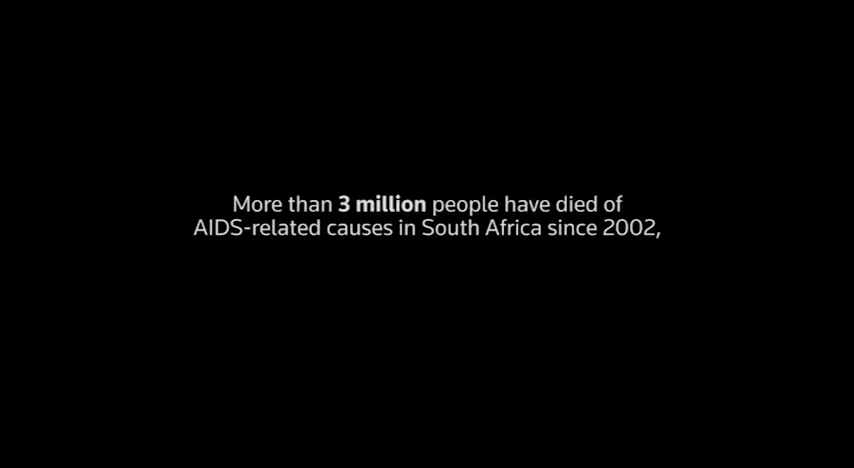 More than 3 million people have died of
AIDS-related causes in South Africa since 2002,